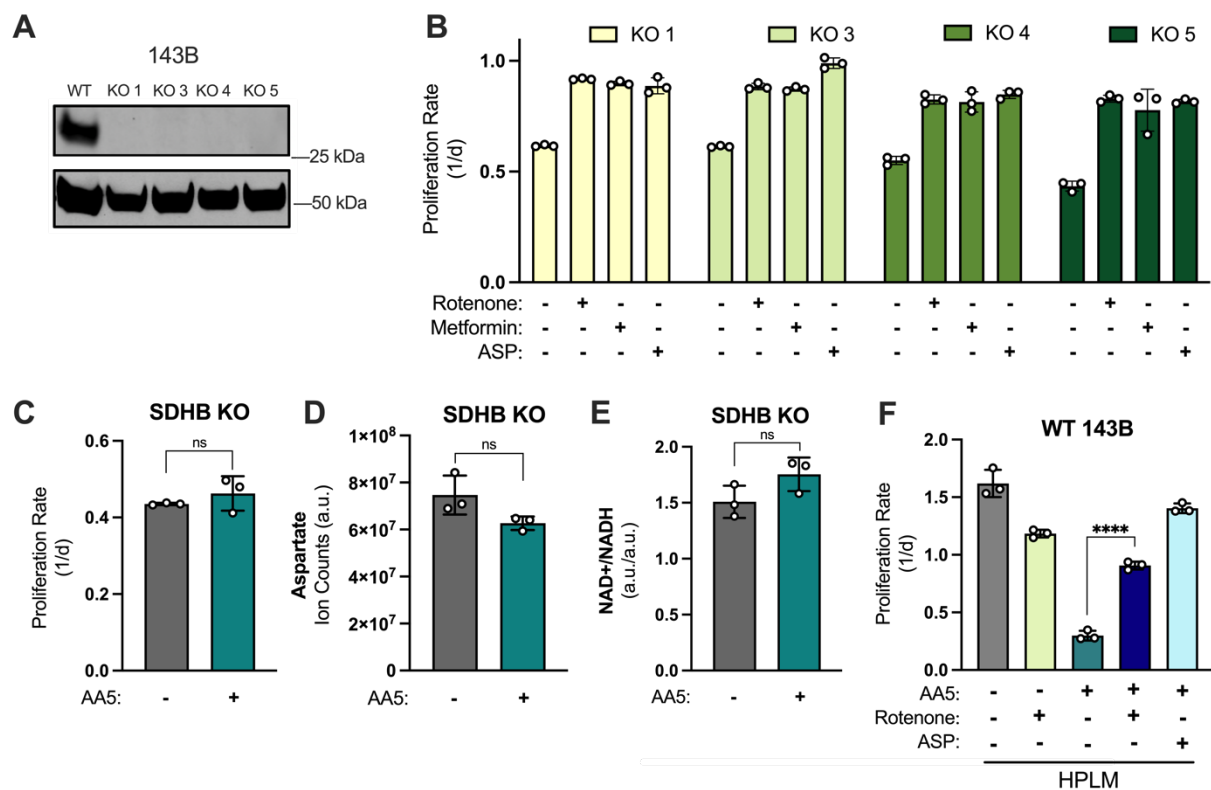 A
143B
WT KO 1 KO 3 KO 4 KO 5
—25 kDa
—50 kDa
B
KO 1 KO 3 KO 4 KO 5
Proliferation Rate
(1/d)
1.0
0.5
0.0
Rotenone: - + - - - + - - - + - - - + - -
Metformin: - - + - - - + - - - + - - - + -
ASP: - - - + - - - + - - - + - - - +
C
SDHB KO
ns
Proliferation Rate
(1/d)
0.6
0.4
0.2
0.0
AA5: - +
D
SDHB KO
ns
Aspartate
Ion Counts (a.u.)
1×10⁸
8×10⁷
6×10⁷
4×10⁷
2×10⁷
0
AA5: - +
E
SDHB KO
ns
NAD+/NADH
(a.u./a.u.)
2.0
1.5
1.0
0.5
0.0
AA5: - +
F
WT 143B
****
Proliferation Rate
(1/d)
2.0
1.5
1.0
0.5
0.0
AA5: - - + + +
Rotenone: - + - + -
ASP: - - - - +
HPLM